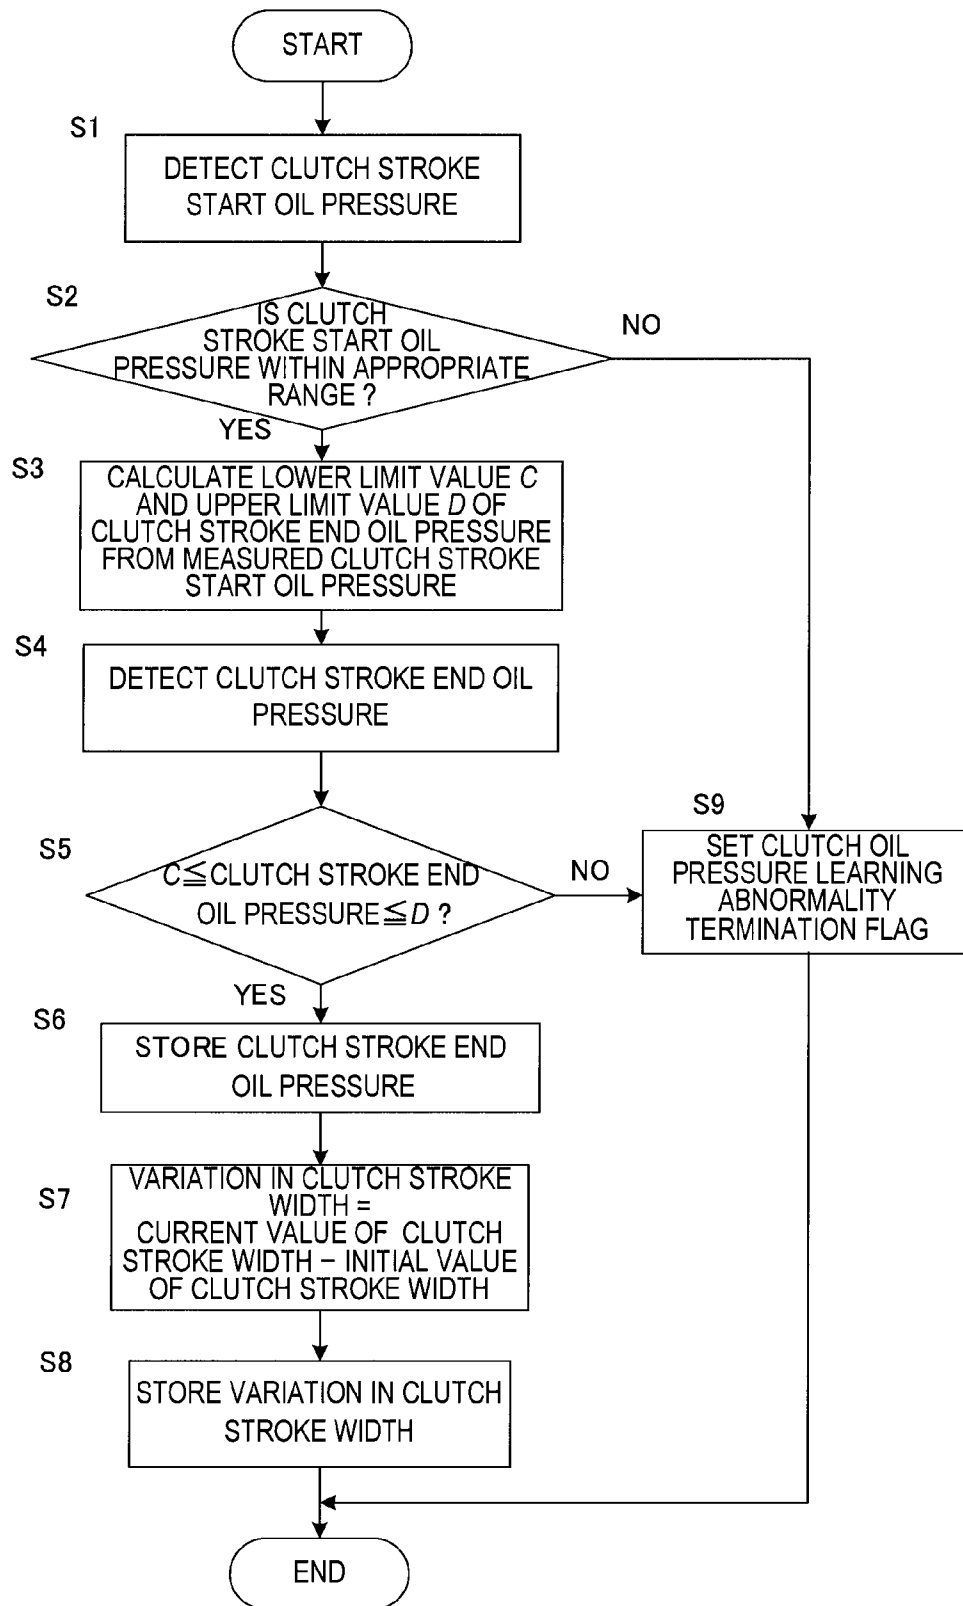 START
S1
DETECT CLUTCH STROKE
START OIL PRESSURE
S2
IS CLUTCH
STROKE START OIL
PRESSURE WITHIN APPROPRIATE
RANGE ?
NO
YES
S3
CALCULATE LOWER LIMIT VALUE C
AND UPPER LIMIT VALUE D OF
CLUTCH STROKE END OIL PRESSURE
FROM MEASURED CLUTCH STROKE
START OIL PRESSURE
S4
DETECT CLUTCH STROKE END OIL
PRESSURE
S5
C≦CLUTCH STROKE END
OIL PRESSURE≦D ?
NO
YES
S9
SET CLUTCH OIL
PRESSURE LEARNING
ABNORMALITY
TERMINATION FLAG
S6
STORE CLUTCH STROKE END
OIL PRESSURE
S7
VARIATION IN CLUTCH STROKE
WIDTH =
CURRENT VALUE OF CLUTCH
STROKE WIDTH – INITIAL VALUE
OF CLUTCH STROKE WIDTH
S8
STORE VARIATION IN CLUTCH
STROKE WIDTH
END